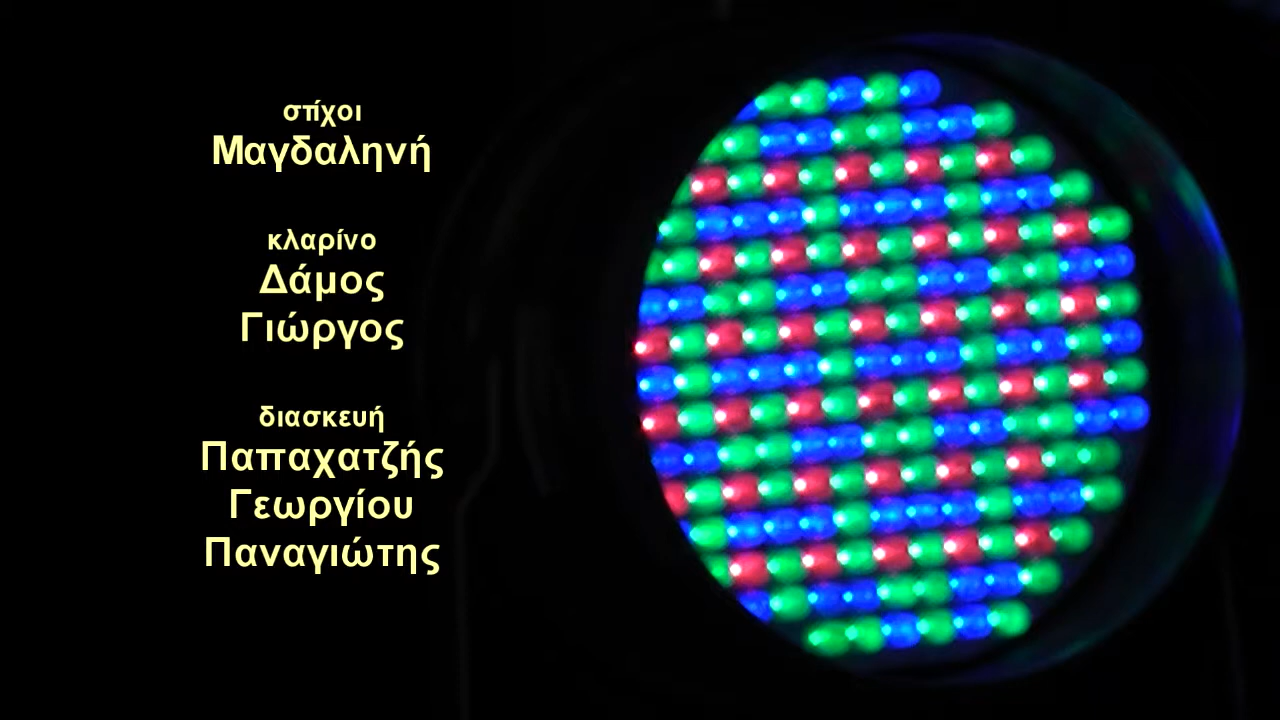 στίχοι
Μαγδαληνή
κλαρίνο
Δάμος
Γιώργος
διασκευή
Παπαχατζής
Γεωργίου
Παναγιώτης